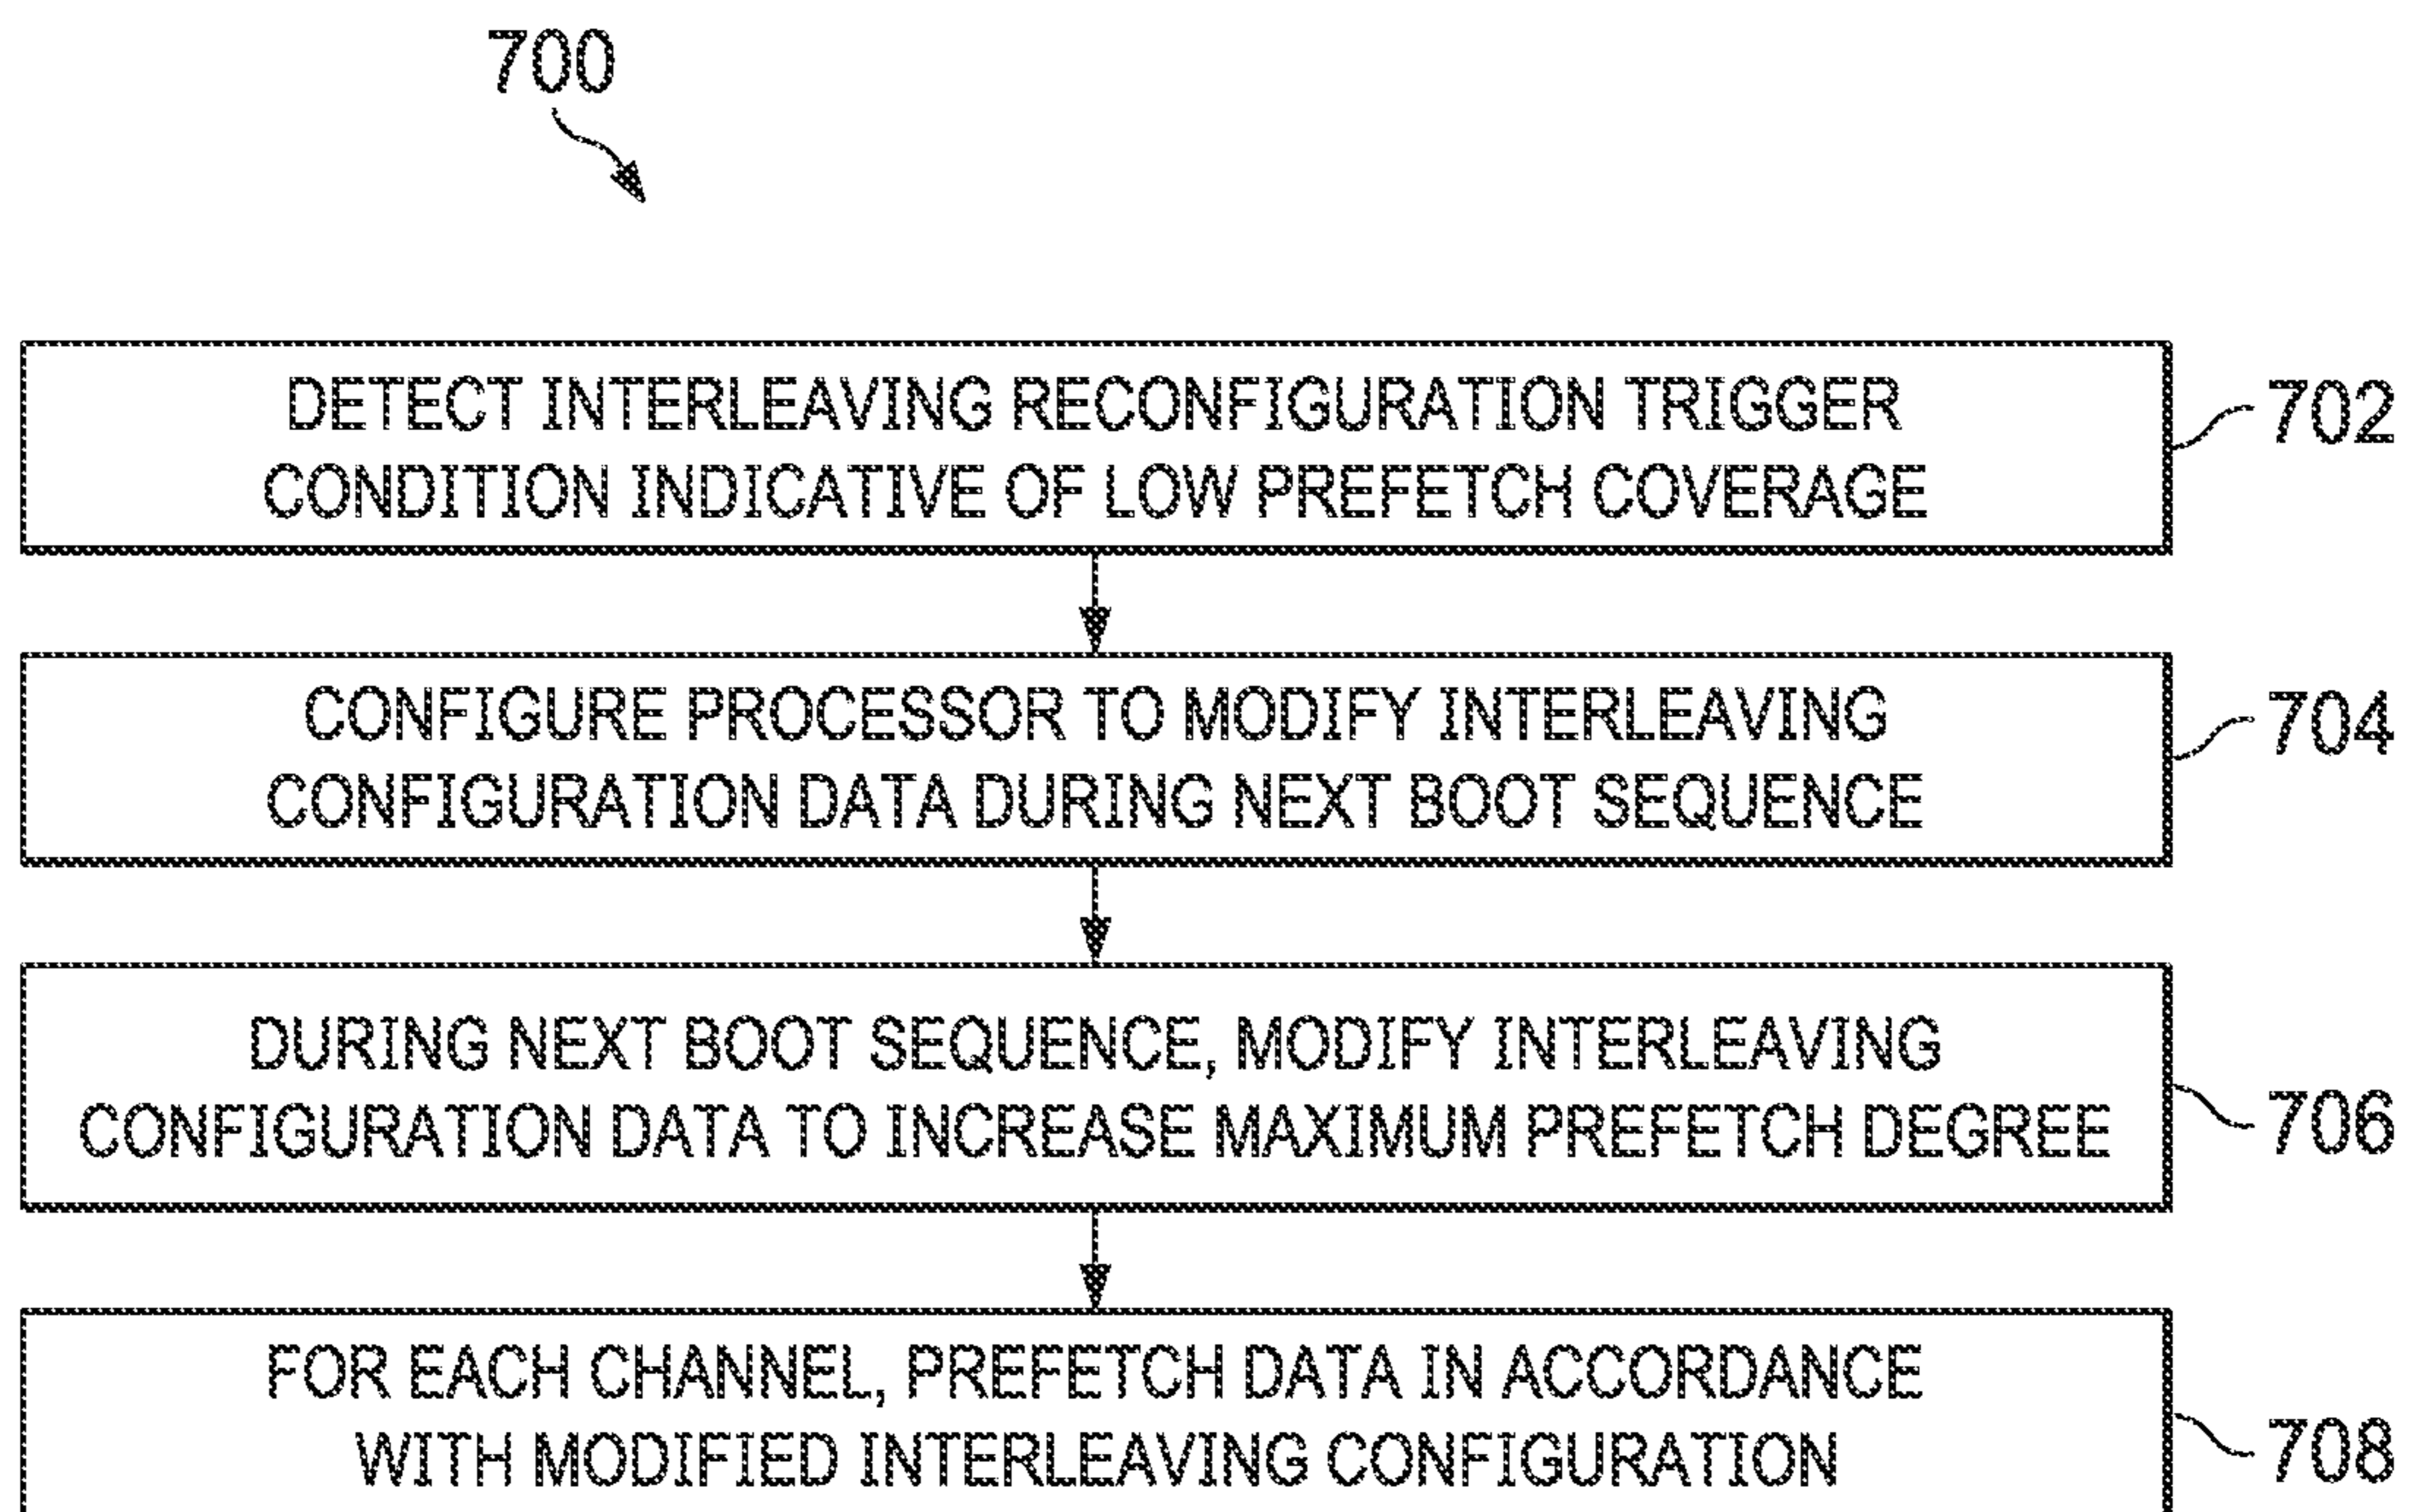 700
DETECT INTERLEAVING RECONFIGURATION TRIGGER
CONDITION INDICATIVE OF LOW PREFETCH COVERAGE
702
CONFIGURE PROCESSOR TO MODIFY INTERLEAVING
CONFIGURATION DATA DURING NEXT BOOT SEQUENCE
704
DURING NEXT BOOT SEQUENCE, MODIFY INTERLEAVING
CONFIGURATION DATA TO INCREASE MAXIMUM PREFETCH DEGREE
706
FOR EACH CHANNEL, PREFETCH DATA IN ACCORDANCE
WITH MODIFIED INTERLEAVING CONFIGURATION
708